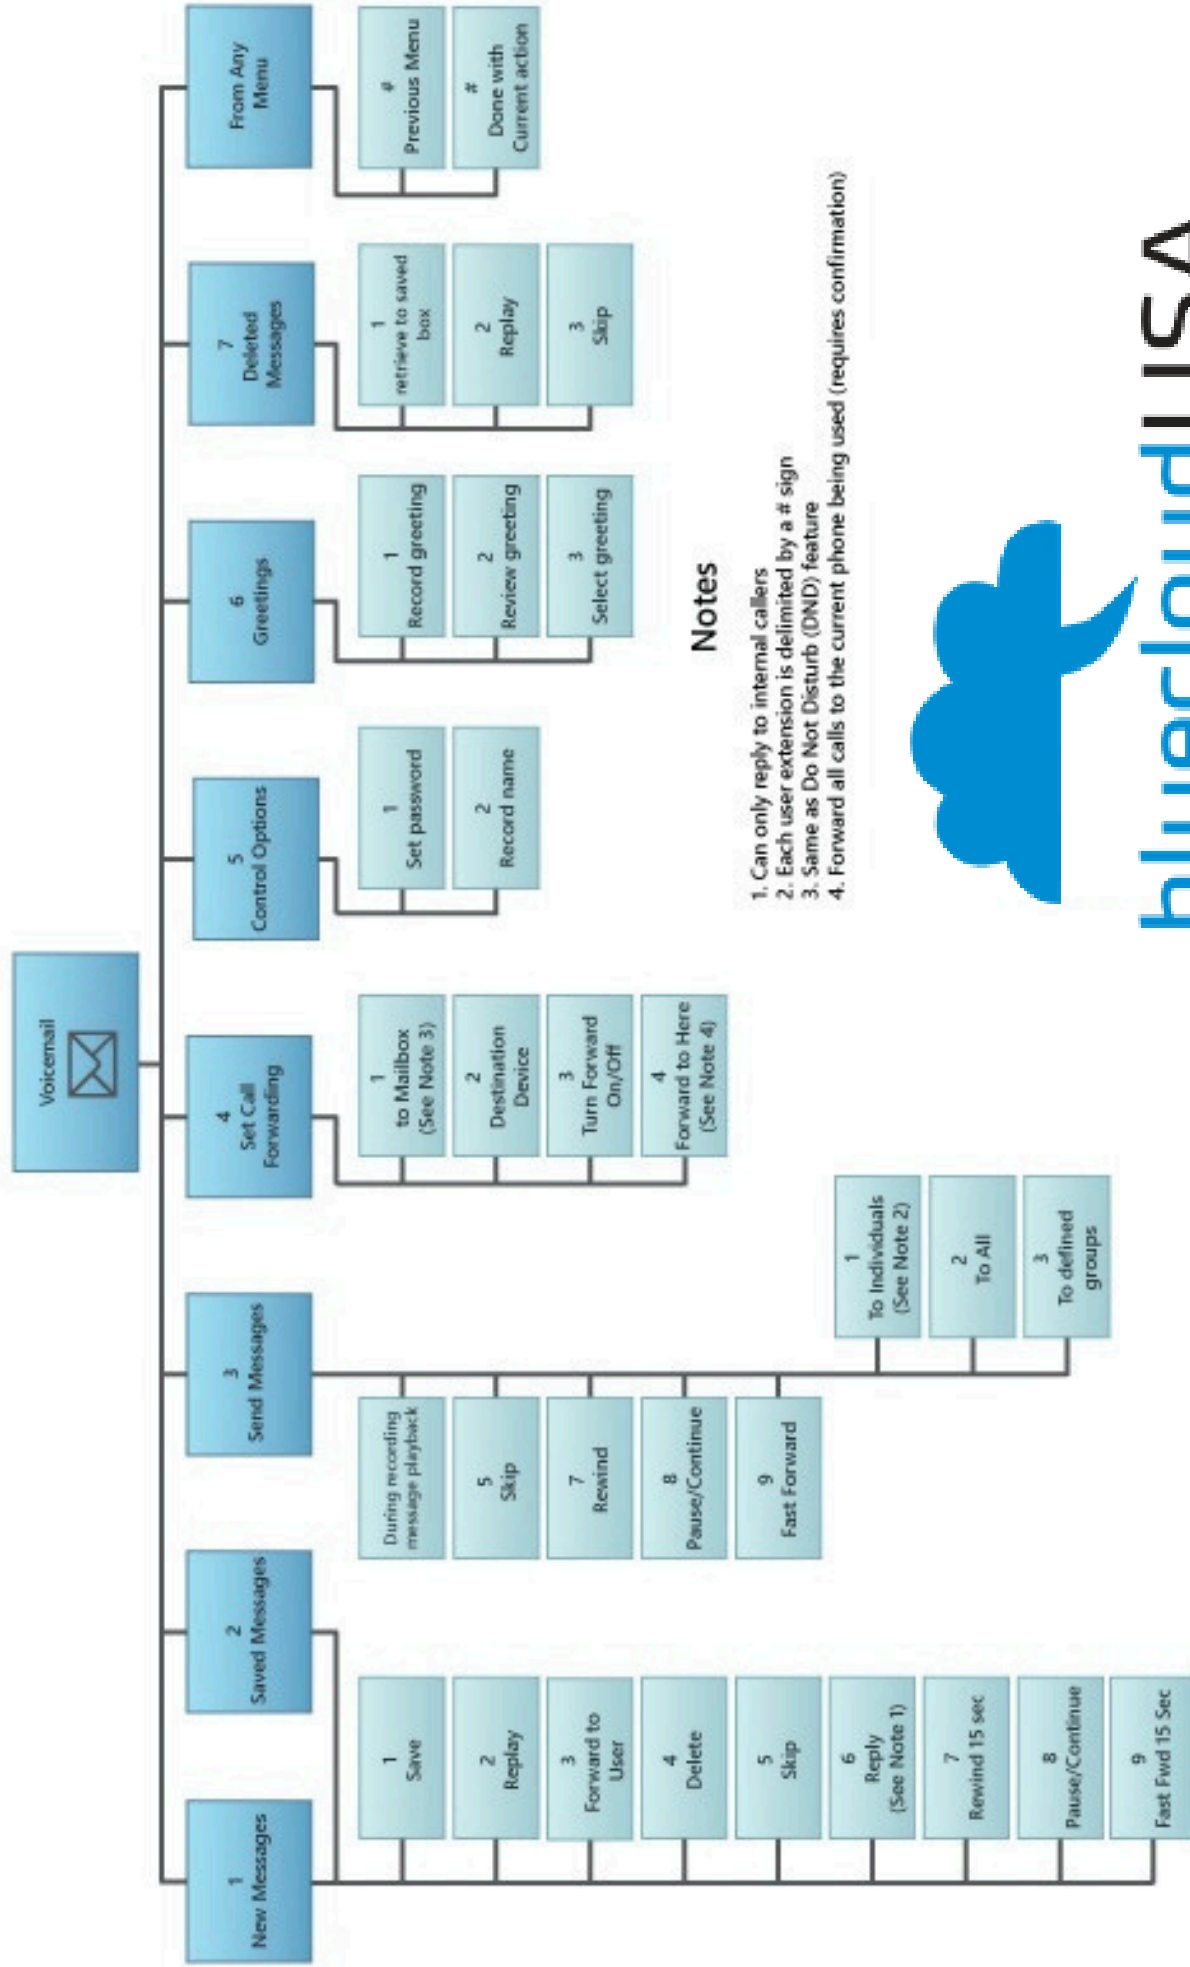 Voicemail
1
New Messages
2
Saved Messages
3
Send Messages
4
Set Call
Forwarding
5
Control Options
6
Greetings
7
Deleted
Messages
From Any
Menu
1
Save
2
Replay
3
Forward to
User
4
Delete
5
Skip
6
Reply
(See Note 1)
7
Rewind 15 sec
8
Pause/Continue
9
Fast Fwd 15 Sec
During recording
message playback
5
Skip
7
Rewind
8
Pause/Continue
9
Fast Forward
1
To Individuals
(See Note 2)
2
To All
3
To defined
groups
1
to Mailbox
(See Note 3)
2
Destination
Device
3
Turn Forward
On/Off
4
Forward to Here
(See Note 4)
1
Set password
2
Record name
1
Record greeting
2
Review greeting
3
Select greeting
1
retrieve to saved
box
2
Replay
3
Skip
#
Previous Menu
#
Done with
Current action
Notes
1. Can only reply to internal callers
2. Each user extension is delimited by a # sign
3. Same as Do Not Disturb (DND) feature
4. Forward all calls to the current phone being used (requires confirmation)
bluecloudUSA